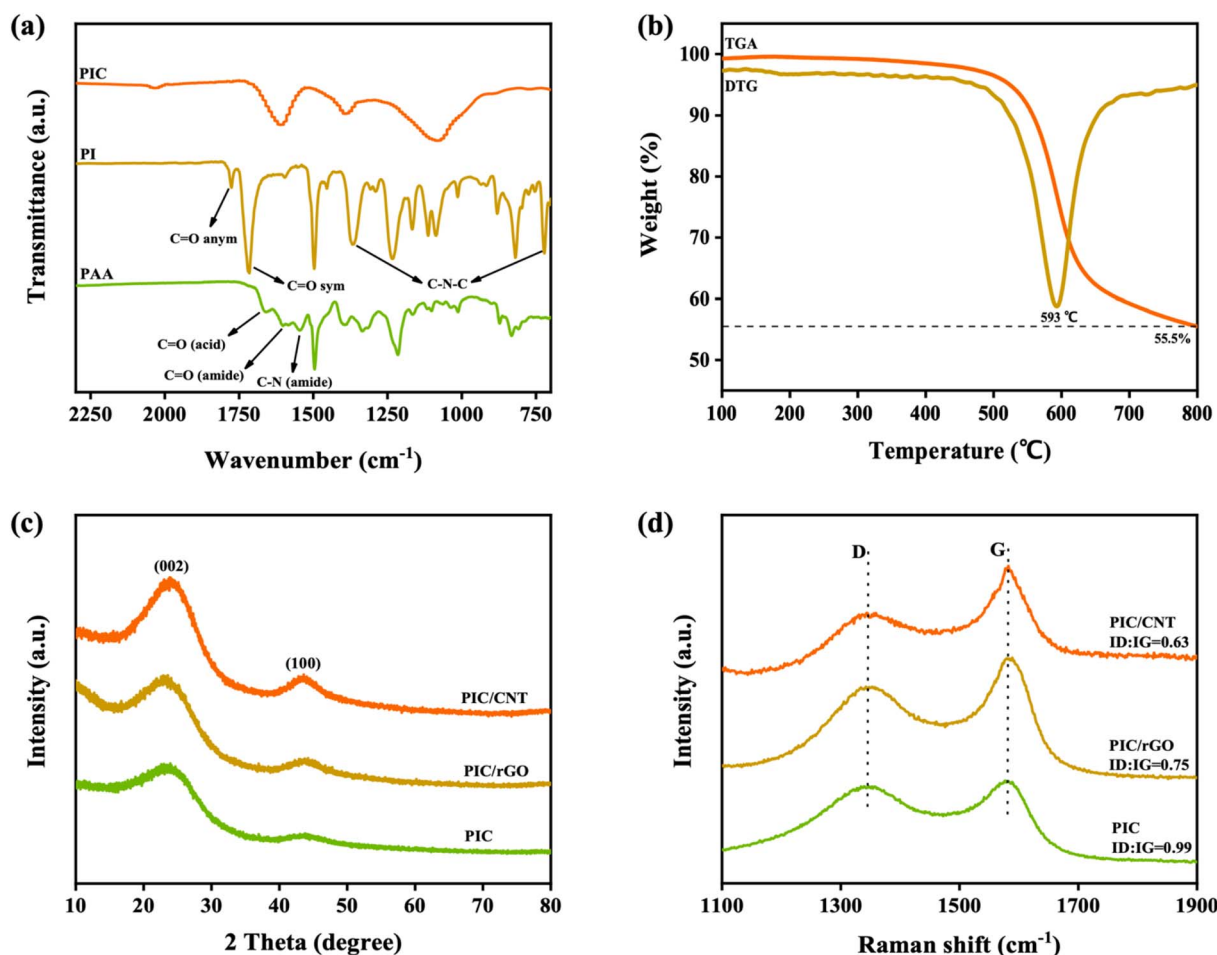 (a)
PIC
PI
C=O anym
C=O sym
C-N-C
PAA
C=O (acid)
C=O (amide)
C-N (amide)
Transmittance (a.u.)
2250 2000 1750 1500 1250 1000 750
Wavenumber (cm⁻¹)
(b)
TGA
DTG
593 ℃
55.5%
Weight (%)
100
90
80
70
60
50
100 200 300 400 500 600 700 800
Temperature (℃)
(c)
(002)
(100)
PIC/CNT
PIC/rGO
PIC
Intensity (a.u.)
10 20 30 40 50 60 70 80
2 Theta (degree)
(d)
D
G
PIC/CNT
ID:IG=0.63
PIC/rGO
ID:IG=0.75
PIC
ID:IG=0.99
Intensity (a.u.)
1100 1300 1500 1700 1900
Raman shift (cm⁻¹)